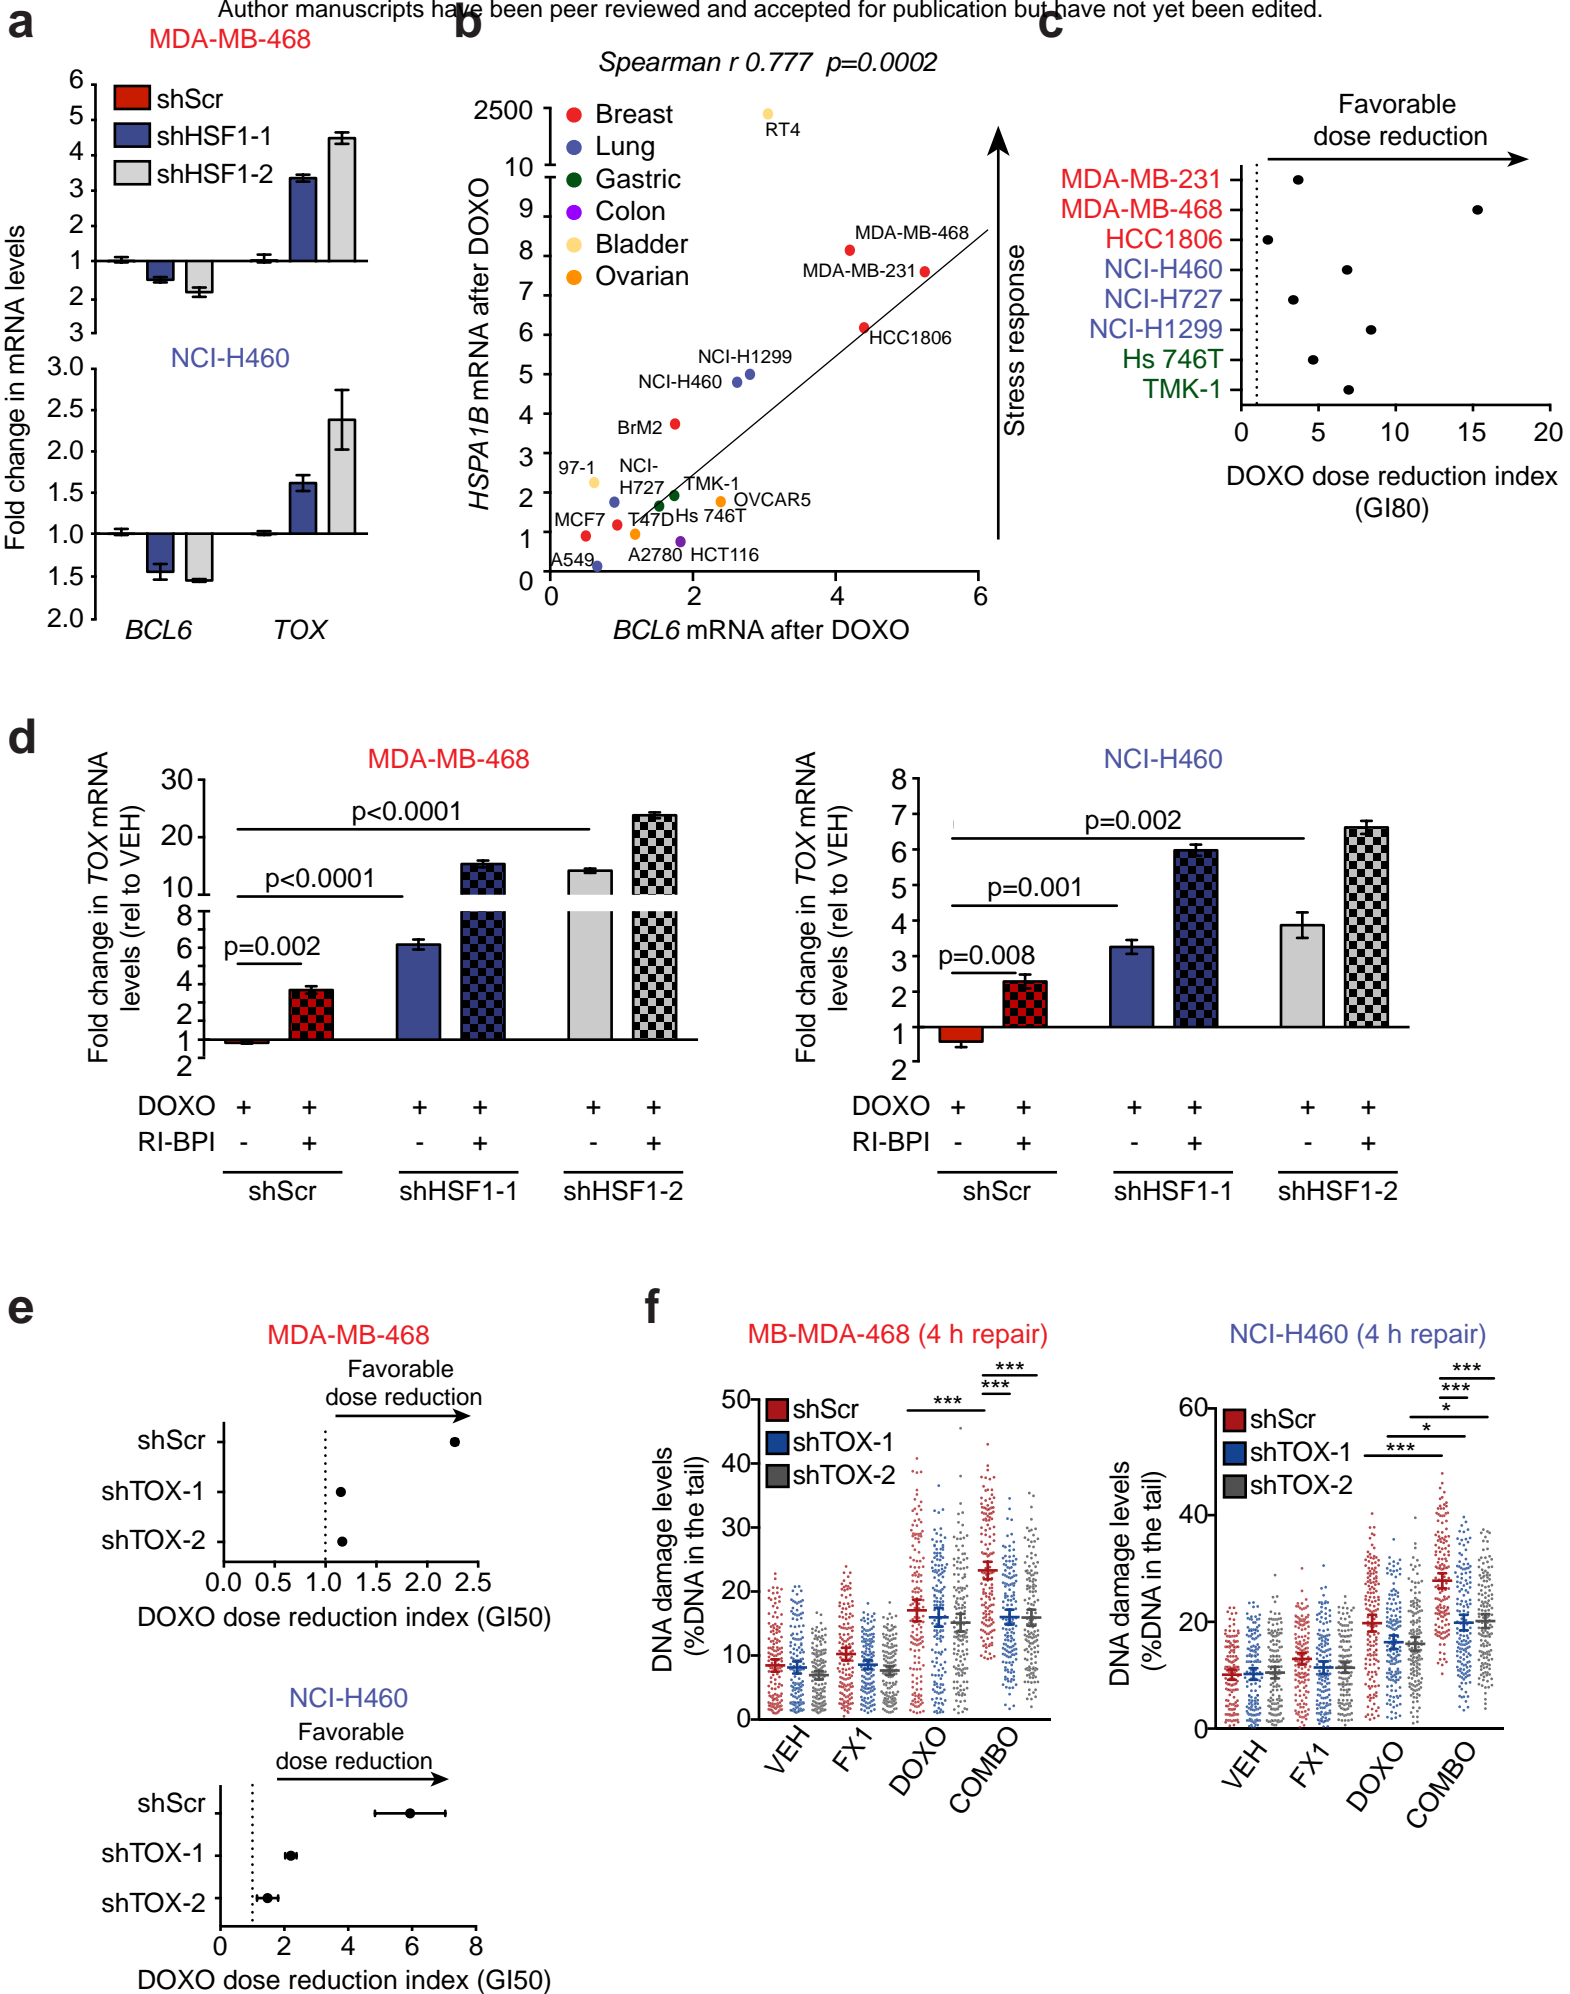 Author manuscripts have been peer reviewed and accepted for publication but have not yet been edited.
a
MDA-MB-468
Fold change in mRNA levels
6
5
4
3
2
1
2
3
shScr
shHSF1-1
shHSF1-2
NCI-H460
3.0
2.5
2.0
1.5
1.0
1.5
2.0
BCL6 TOX
b
Spearman r 0.777 p=0.0002
HSPA1B mRNA after DOXO
2500
10
9
8
7
6
5
4
3
2
1
0
Breast
Lung
Gastric
Colon
Bladder
Ovarian
RT4
MDA-MB-468
MDA-MB-231
HCC1806
NCI-H1299
NCI-H460
BrM2
97-1
NCI-
H727
TMK-1
OVCAR5
MCF7
T47D
Hs 746T
A2780
HCT116
A549
0 2 4 6
BCL6 mRNA after DOXO
Stress response
c
Favorable
dose reduction
MDA-MB-231
MDA-MB-468
HCC1806
NCI-H460
NCI-H727
NCI-H1299
Hs 746T
TMK-1
0 5 10 15 20
DOXO dose reduction index
(GI80)
d
MDA-MB-468
Fold change in TOX mRNA
levels (rel to VEH)
30
20
10
8
6
4
2
1
2
p<0.0001
p<0.0001
p=0.002
DOXO + + + + + +
RI-BPI - + - + - +
shScr shHSF1-1 shHSF1-2
NCI-H460
Fold change in TOX mRNA
levels (rel to VEH)
8
7
6
5
4
3
2
1
2
p=0.002
p=0.001
p=0.008
DOXO + + + + + +
RI-BPI - + - + - +
shScr shHSF1-1 shHSF1-2
e
MDA-MB-468
Favorable
dose reduction
shScr
shTOX-1
shTOX-2
0.0 0.5 1.0 1.5 2.0 2.5
DOXO dose reduction index (GI50)
NCI-H460
Favorable
dose reduction
shScr
shTOX-1
shTOX-2
0 2 4 6 8
DOXO dose reduction index (GI50)
f
MB-MDA-468 (4 h repair)
DNA damage levels
(%DNA in the tail)
50
40
30
20
10
0
shScr
shTOX-1
shTOX-2
***
***
***
VEH FX1 DOXO COMBO
NCI-H460 (4 h repair)
DNA damage levels
(%DNA in the tail)
60
40
20
0
shScr
shTOX-1
shTOX-2
***
***
*
*
***
VEH FX1 DOXO COMBO